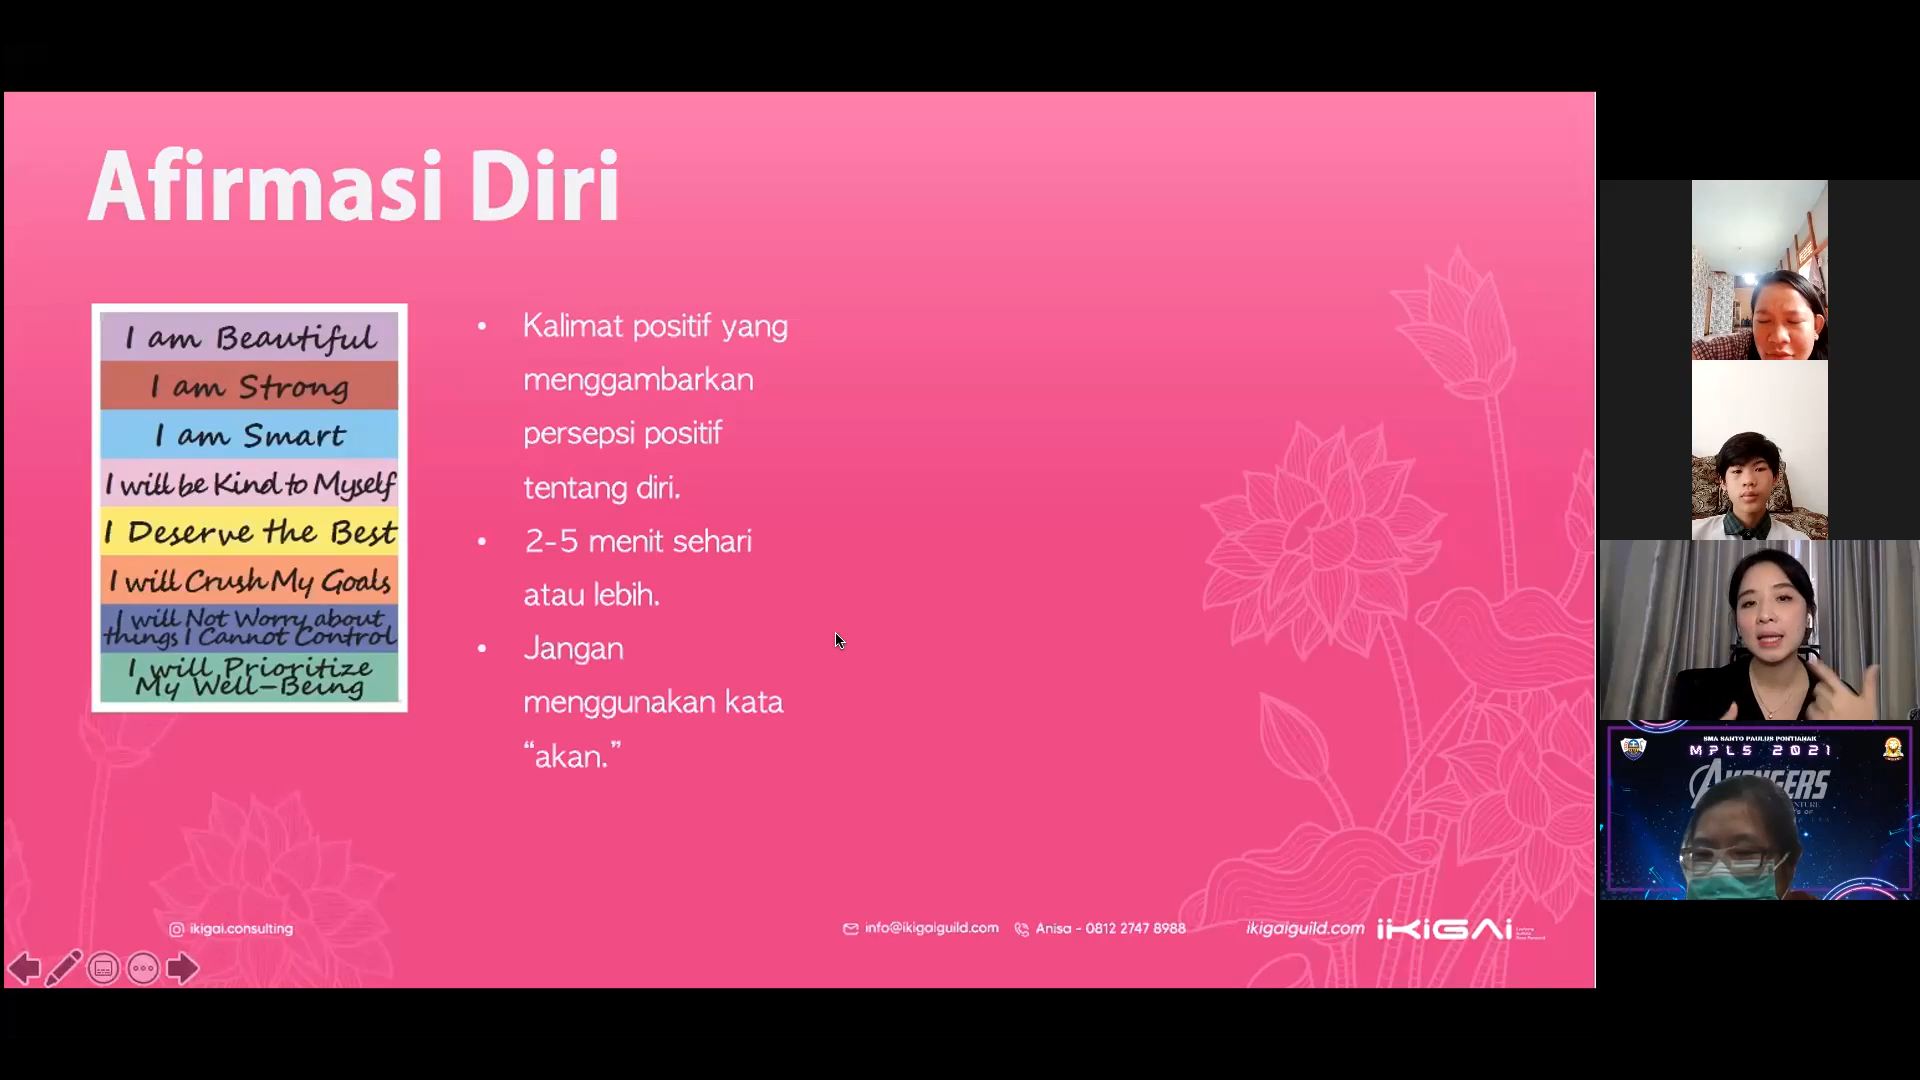 Afirmasi Diri
I am Beautiful
I am Strong
I am Smart
I will be Kind to Myself
I Deserve the Best
I will Crush My Goals
I will Not Worry about
things I Cannot Control
I will Prioritize
My Well-Being
• Kalimat positif yang
menggambarkan
persepsi positif
tentang diri.
• 2-5 menit sehari
atau lebih.
• Jangan
menggunakan kata
“akan.”
ikigai.consulting
info@ikigaiguild.com
Anisa - 0812 2747 8988
ikigaiguild.com
iKiGAi
SMA SANTO PAULUS PONTIANAK
MPLS 2021
AVENGERS